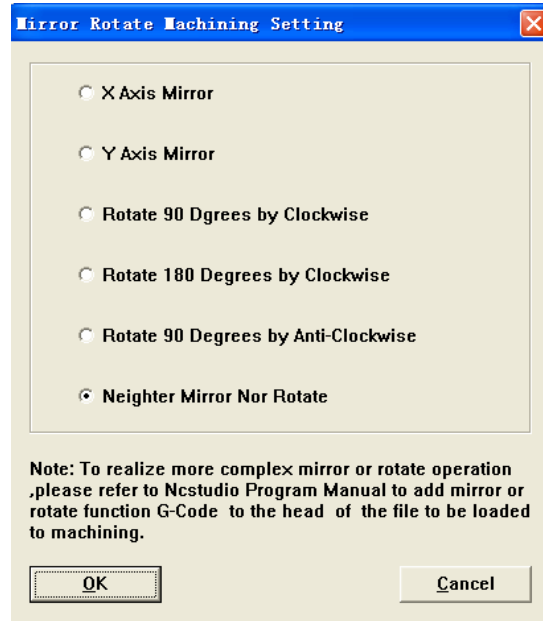 Mirror Rotate Machining Setting
X Axis Mirror
Y Axis Mirror
Rotate 90 Dgrees by Clockwise
Rotate 180 Degrees by Clockwise
Rotate 90 Degrees by Anti-Clockwise
Neighter Mirror Nor Rotate
Note: To realize more complex mirror or rotate operation
,please refer to Ncstudio Program Manual to add mirror or
rotate function G-Code to the head of the file to be loaded
to machining.
OK
Cancel